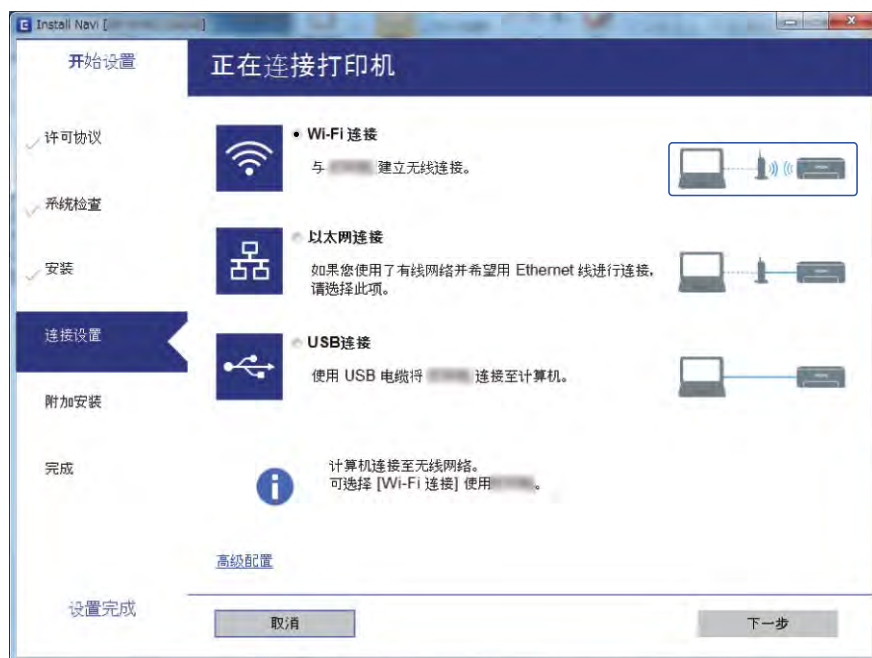 Install Navi [ ]
开始设置
正在连接打印机
许可协议
系统检查
安装
连接设置
附加安装
完成
设置完成
Wi-Fi 连接
与 建立无线连接。
以太网连接
如果您使用了有线网络并希望用 Ethernet 线进行连接，
请选择此项。
USB连接
使用 USB 电缆将 连接至计算机。
计算机连接至无线网络。
可选择 [Wi-Fi 连接] 使用 。
高级配置
取消
下一步